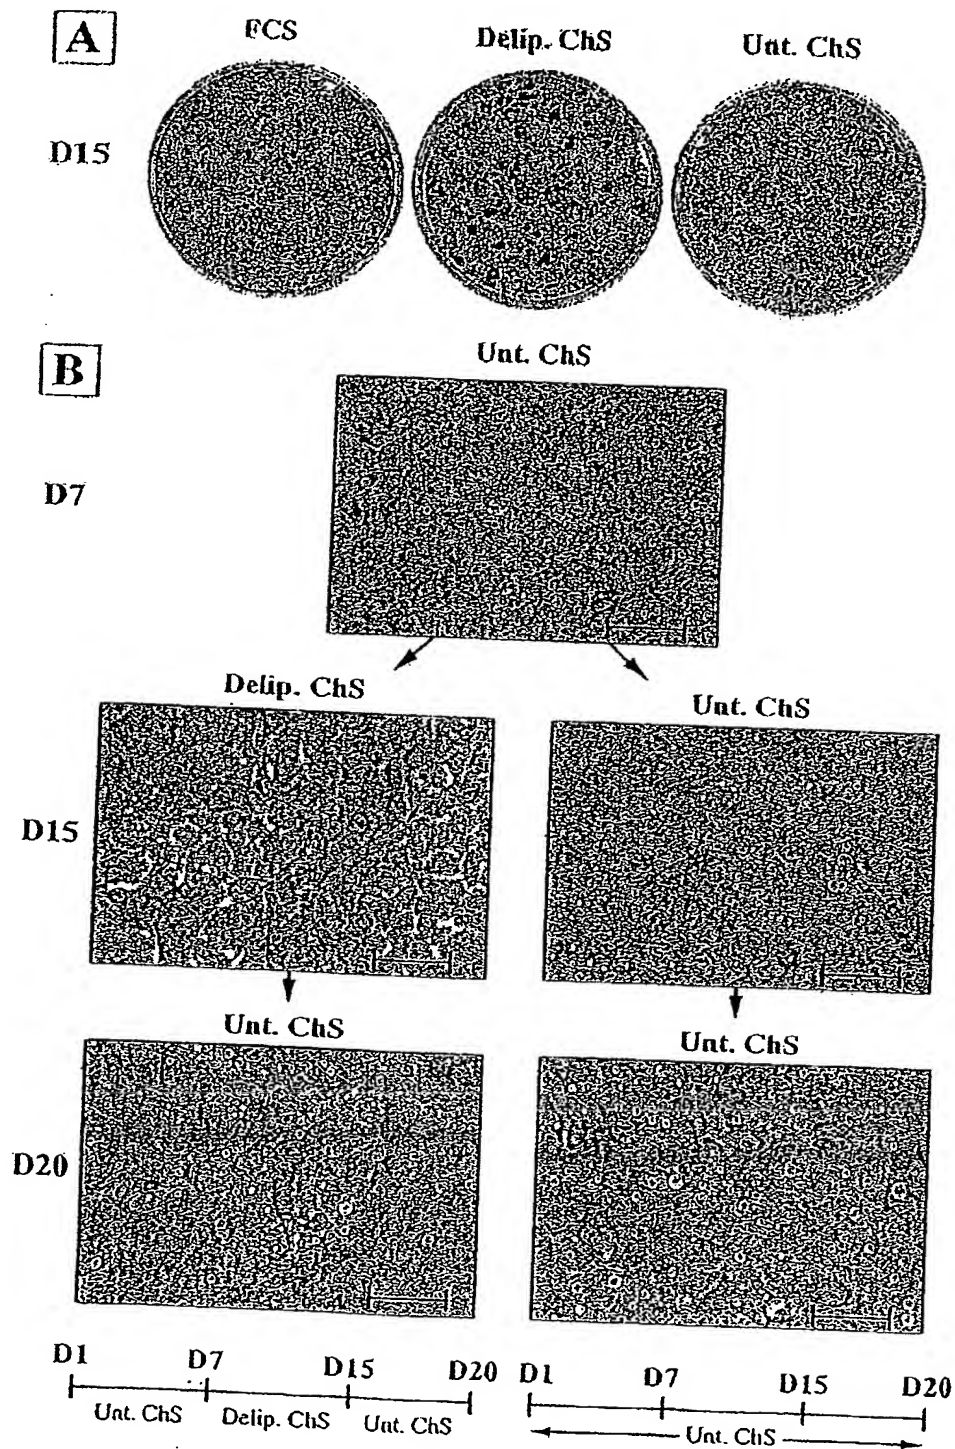 A
FCS
Delip. ChS
Unt. ChS
D15
B
Unt. ChS
D7
Delip. ChS
Unt. ChS
D15
Unt. ChS
Unt. ChS
D20
D1 D7 D15 D20
Unt. ChS Delip. ChS Unt. ChS
D1 D7 D15 D20
Unt. ChS